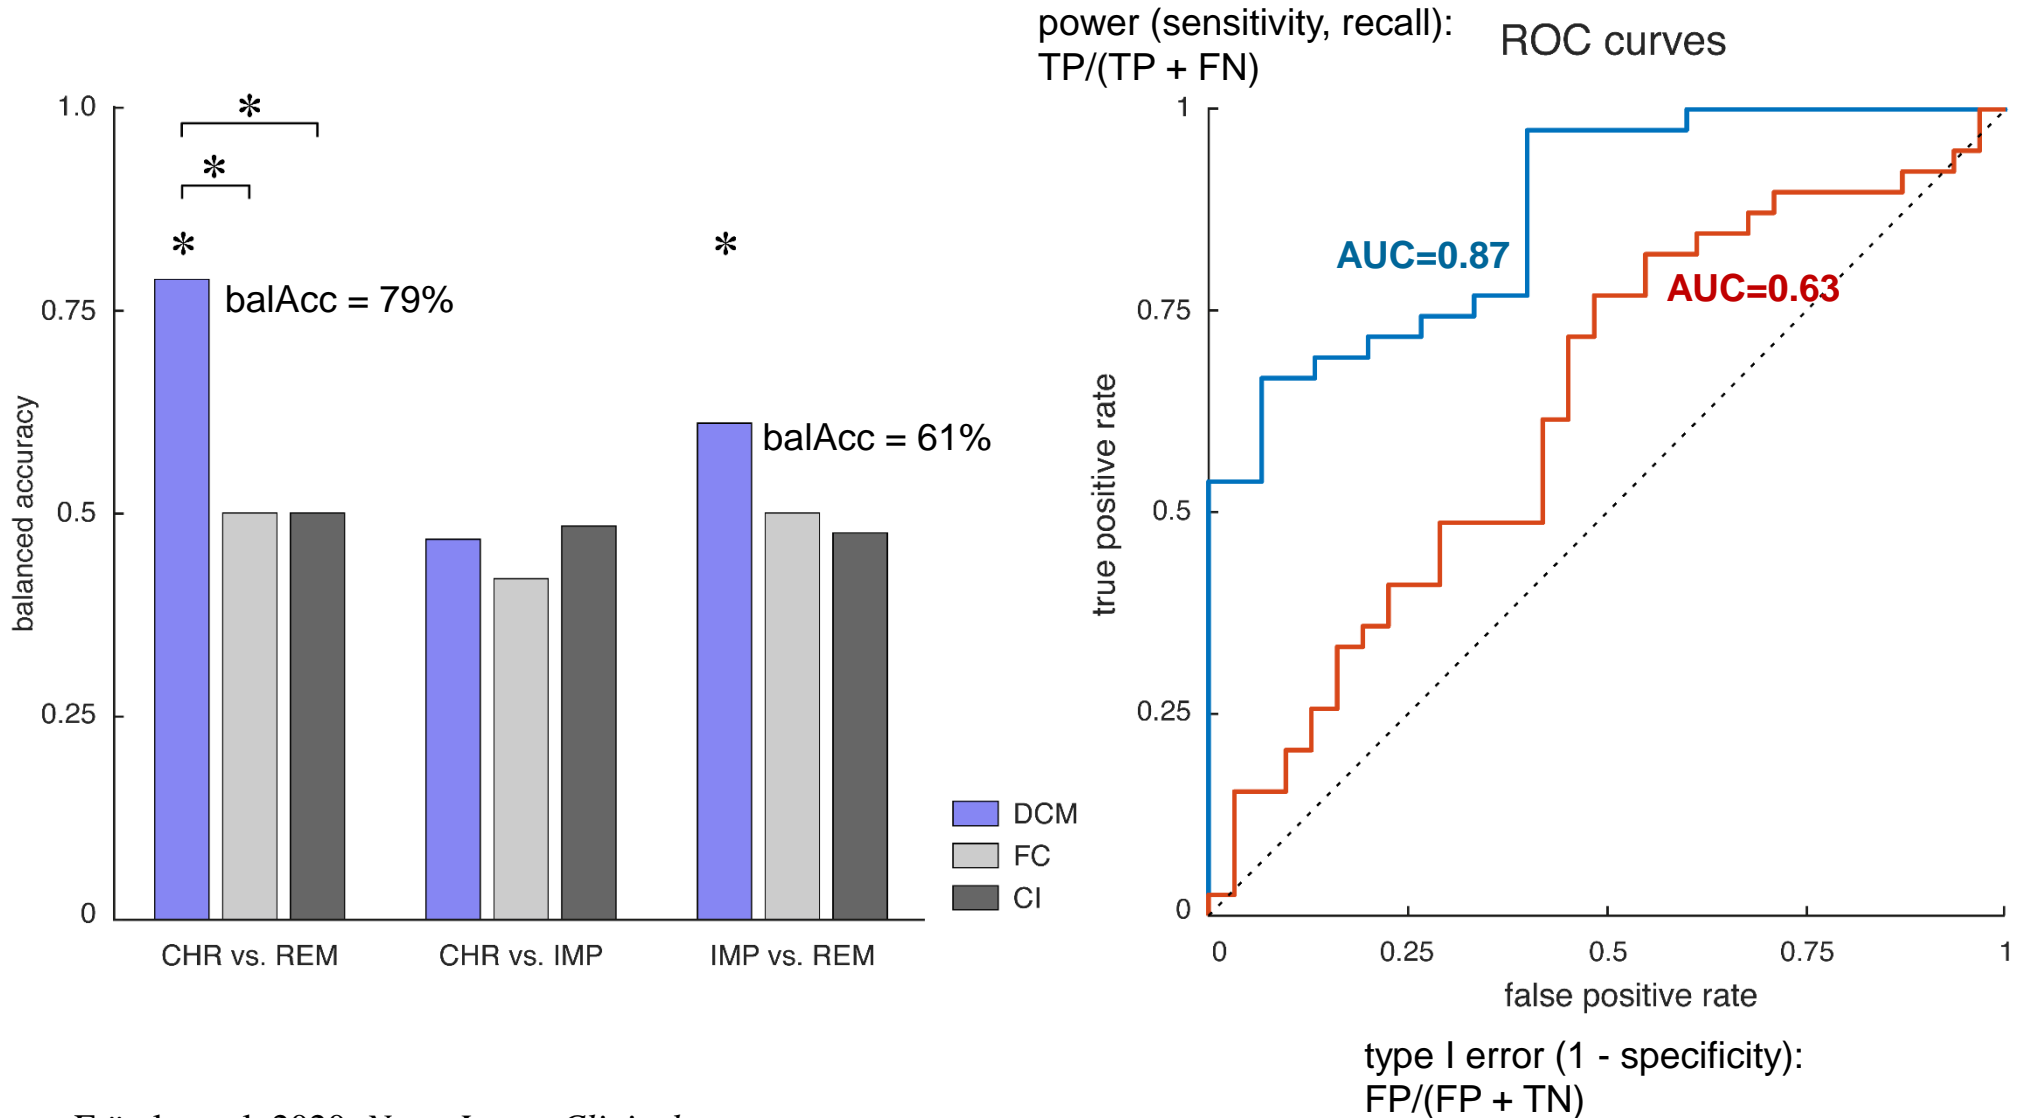 power (sensitivity, recall):
TP/(TP + FN)
ROC curves
1.0
0.75
0.5
0.25
0
balanced accuracy
*
*
*
*
balAcc = 79%
balAcc = 61%
CHR vs. REM
CHR vs. IMP
IMP vs. REM
DCM
FC
CI
1
0.75
0.5
0.25
0
true positive rate
AUC=0.87
AUC=0.63
0
0.25
0.5
0.75
1
false positive rate
type I error (1 - specificity):
FP/(FP + TN)
2020